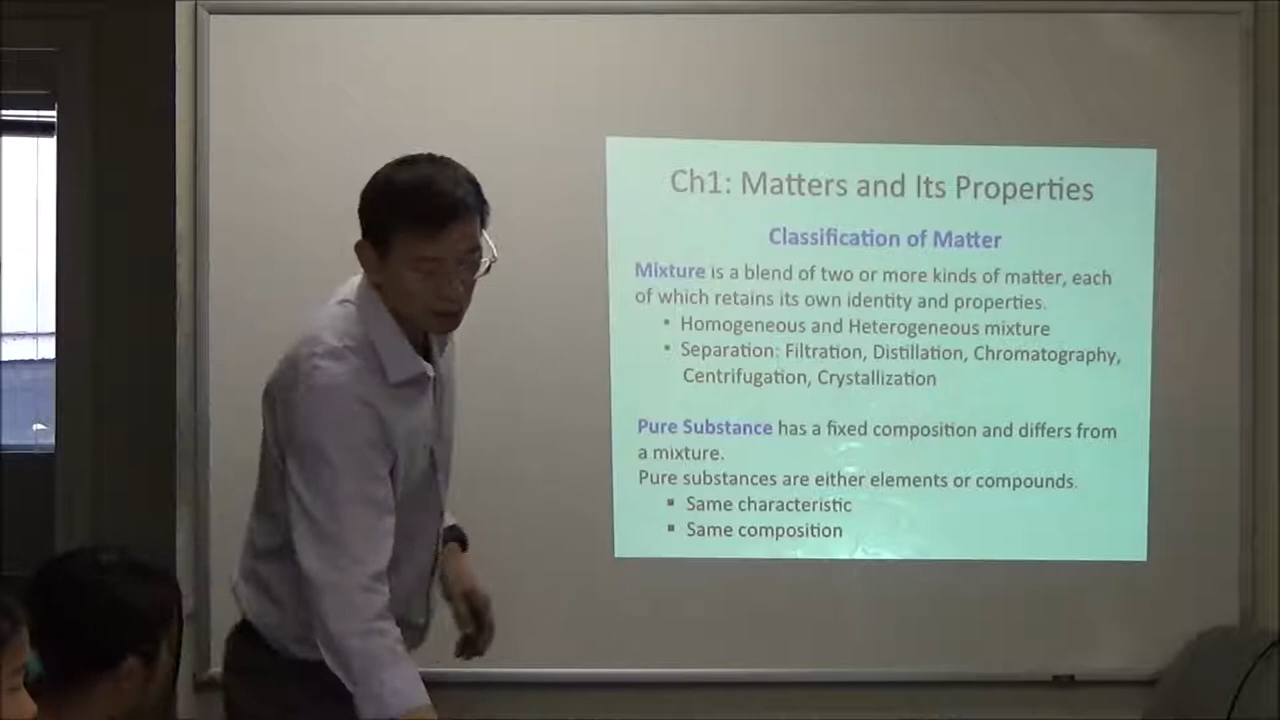 Ch1: Matters and Its Properties
Classification of Matter
Mixture is a blend of two or more kinds of matter, each
of which retains its own identity and properties.
▪ Homogeneous and Heterogeneous mixture
▪ Separation: Filtration, Distillation, Chromatography,
Centrifugation, Crystallization
Pure Substance has a fixed composition and differs from
a mixture.
Pure substances are either elements or compounds.
▪ Same characteristic
▪ Same composition